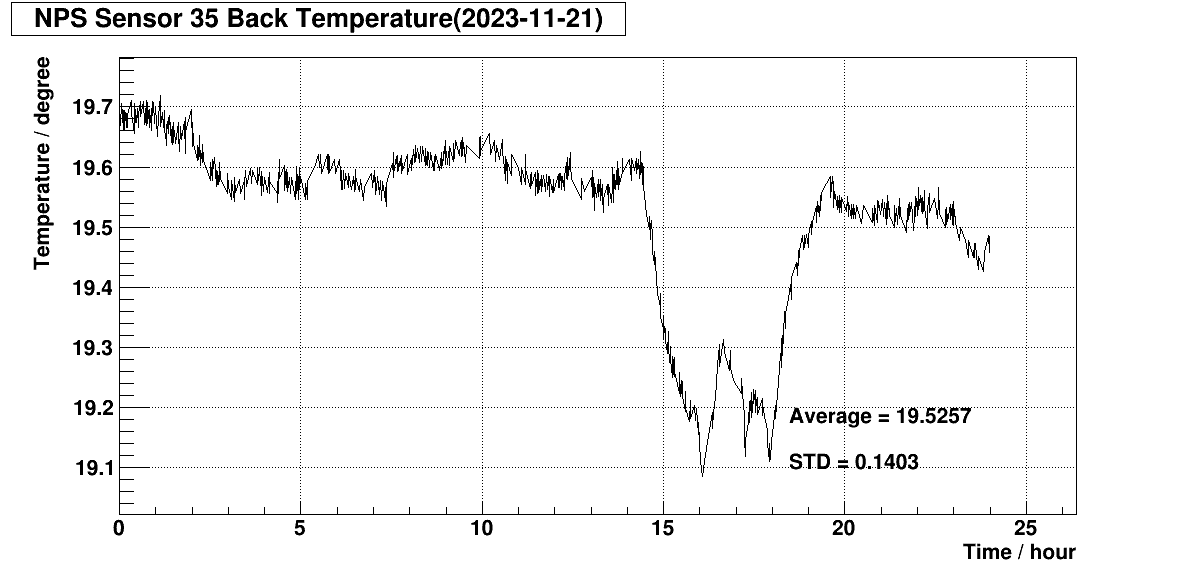 NPS Sensor 35 Back Temperature(2023-11-21)
Temperature / degree
19.7
19.6
19.5
19.4
19.3
19.2
19.1
Average = 19.5257
STD = 0.1403
0 5 10 15 20 25
Time / hour